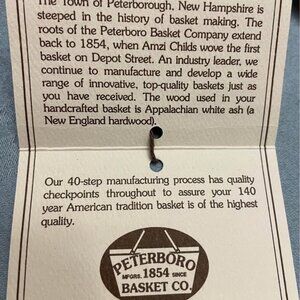 The Town of Peterborough, New Hampshire is
steeped in the history of basket making. The
roots of the Peterboro Basket Company extend
back to 1854, when Amzi Childs wove the first
basket on Depot Street. An industry leader, we
continue to manufacture and develop a wide
range of innovative, top-quality baskets just as
you have received. The wood used in your
handcrafted basket is Appalachian white ash (a
New England hardwood).
Our 40-step manufacturing process has quality
checkpoints throughout to assure your 140
year American tradition basket is of the highest
quality.
PETERBORO
MFGRS. 1854 SINCE
BASKET CO.